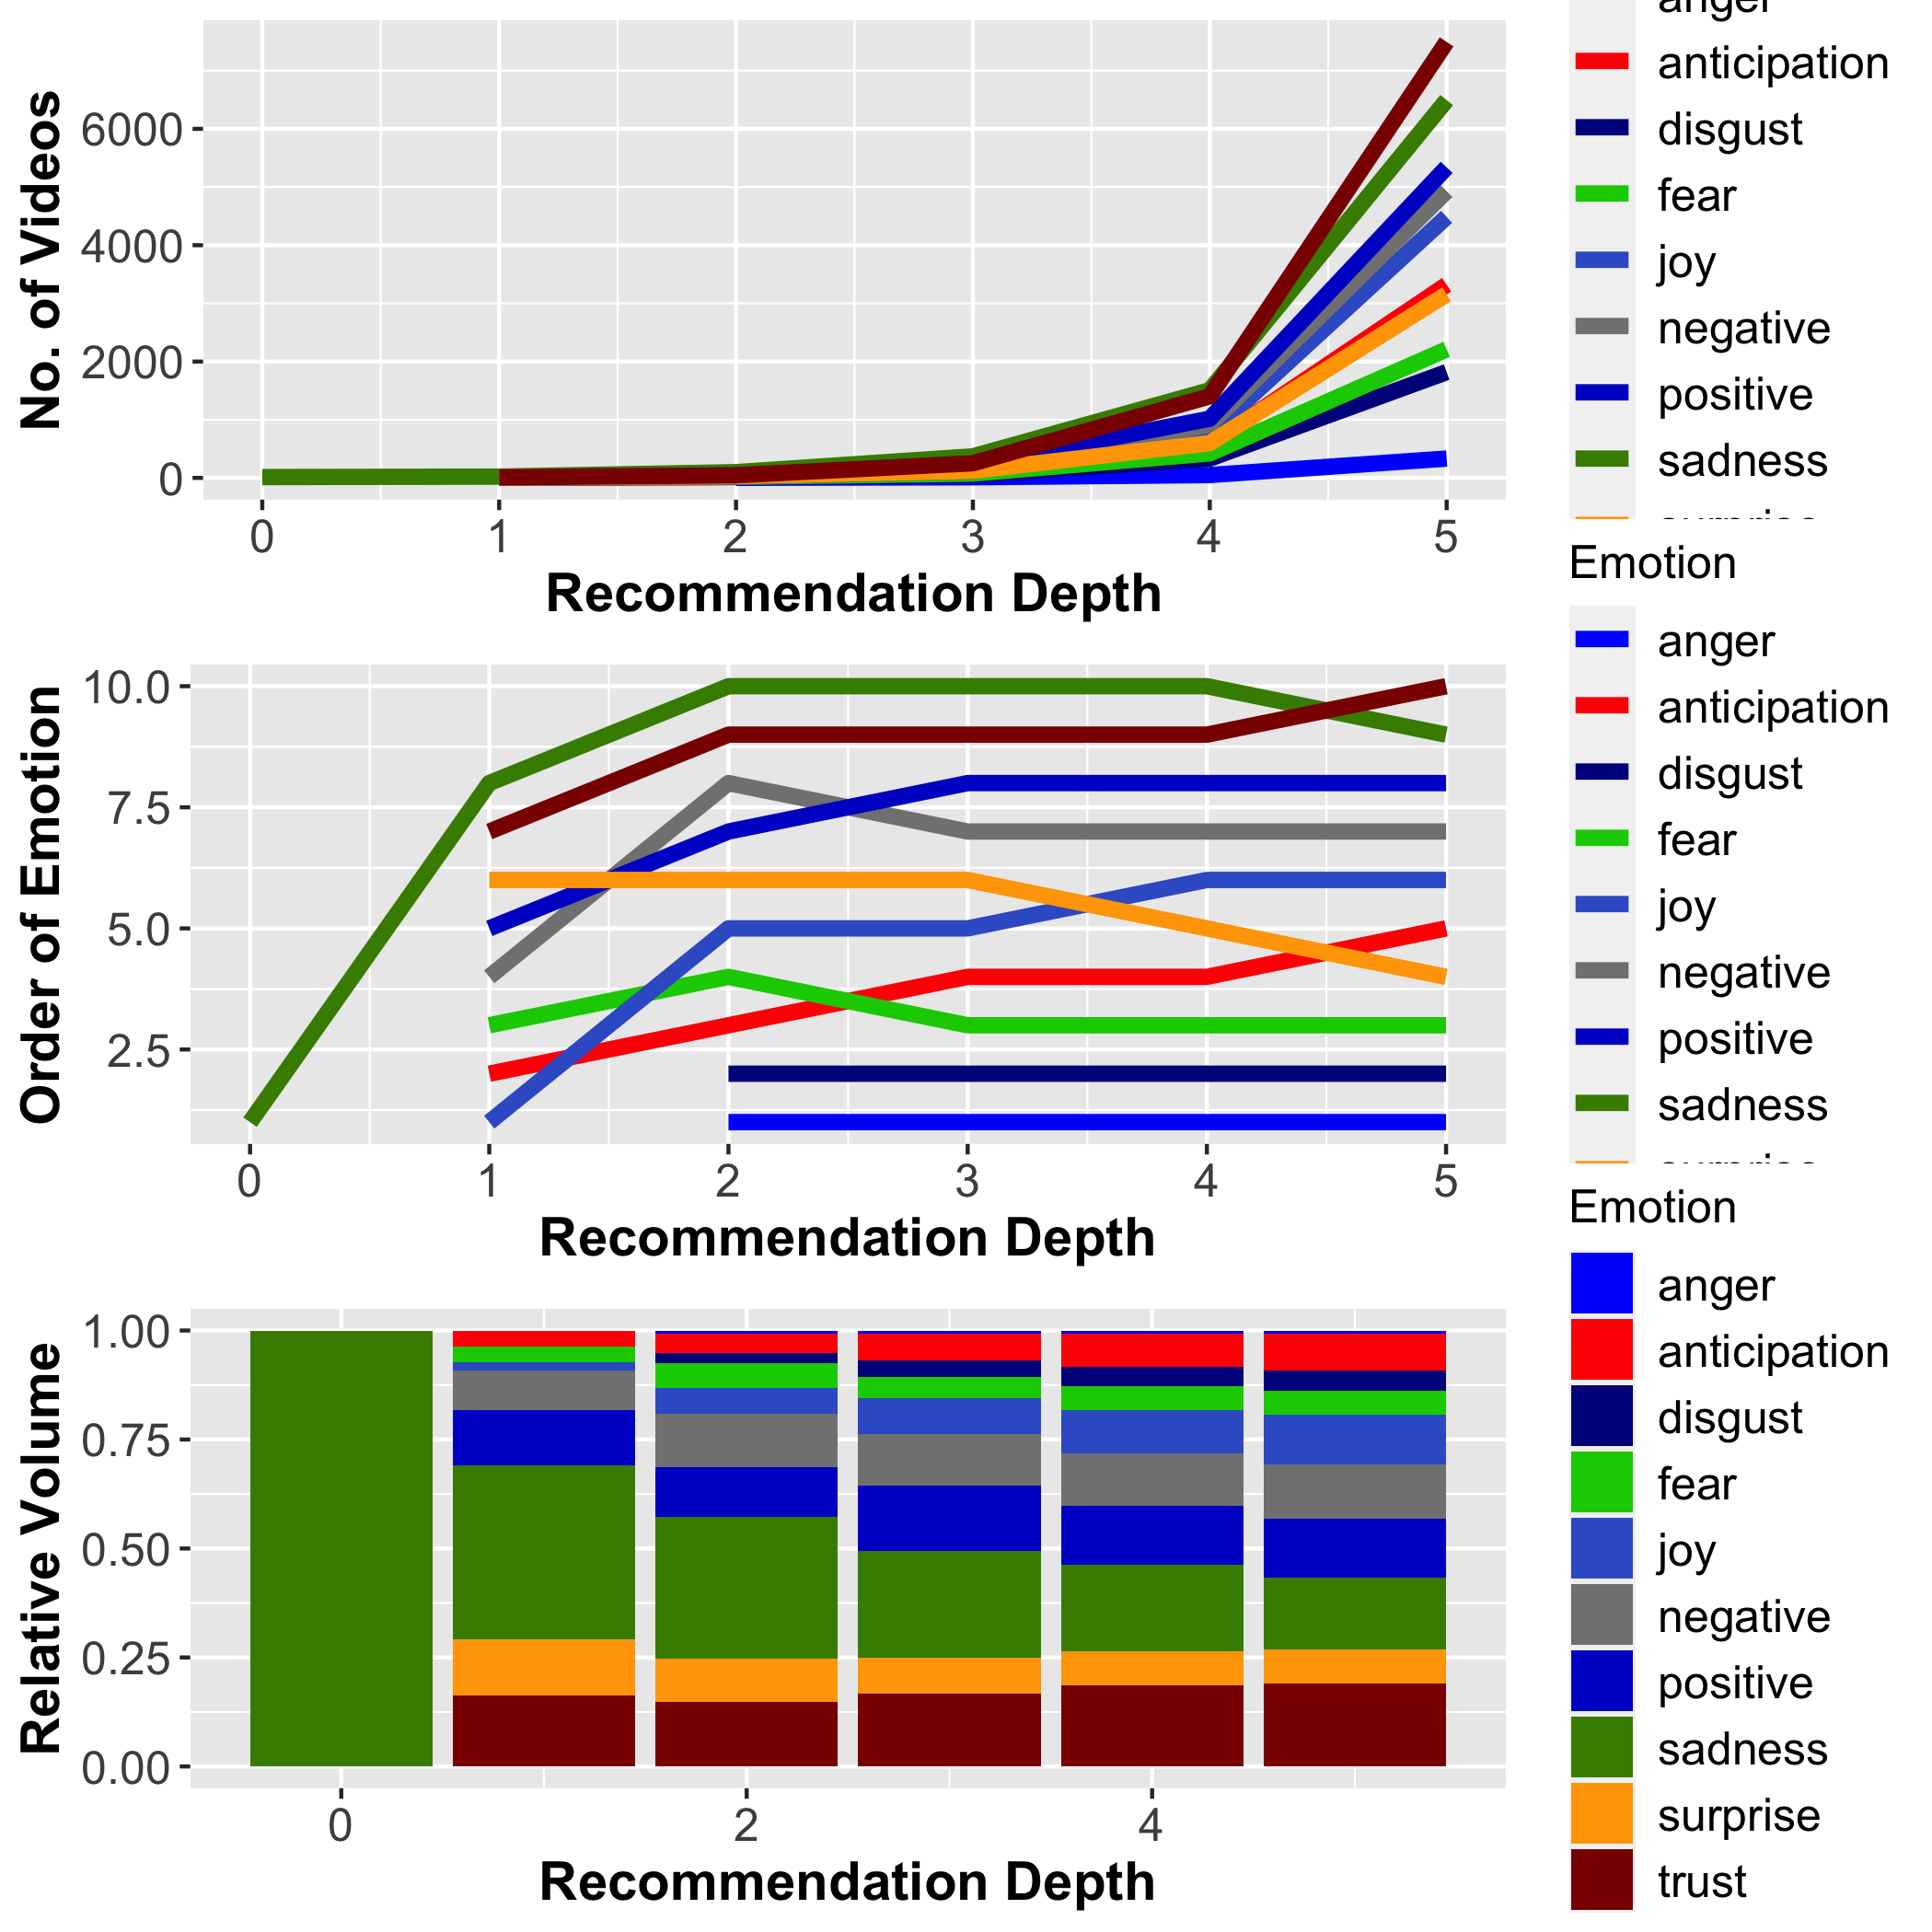 No. of Videos
6000
4000
2000
0
0 1 2 3 4 5
Recommendation Depth
anger
anticipation
disgust
fear
joy
negative
positive
sadness
surprise
Order of Emotion
10.0
7.5
5.0
2.5
0 1 2 3 4 5
Recommendation Depth
Emotion
anger
anticipation
disgust
fear
joy
negative
positive
sadness
surprise
Relative Volume
1.00
0.75
0.50
0.25
0.00
0 2 4
Recommendation Depth
Emotion
anger
anticipation
disgust
fear
joy
negative
positive
sadness
surprise
trust